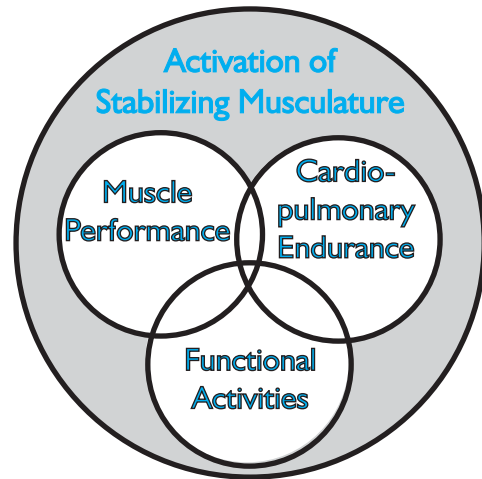 Activation of
Stabilizing Musculature
Muscle
Performance
Cardio-
pulmonary
Endurance
Functional
Activities